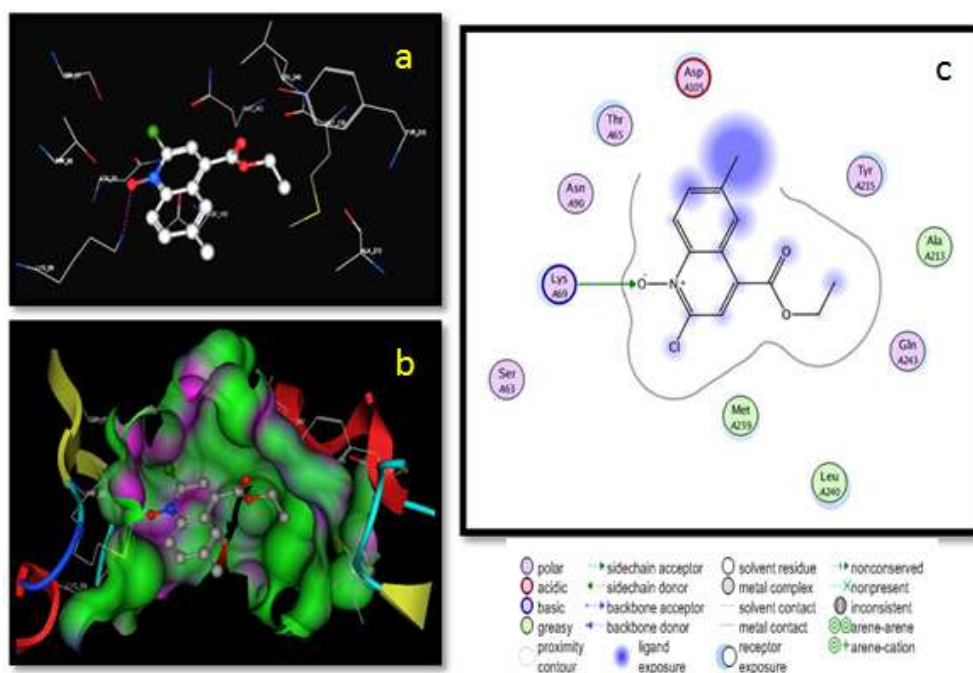 a
b
c
Asp
A105
Thr
A65
Asn
A90
Tyr
A215
Ala
A213
Lys
A69
O-
N+
O
O
Cl
Gln
A243
Ser
A63
Met
A239
Leu
A240
polar
acidic
basic
greasy
proximity
contour
sidechain acceptor
sidechain donor
backbone acceptor
backbone donor
ligand
exposure
solvent residue
metal complex
solvent contact
metal contact
receptor
exposure
nonconserved
nonpresent
inconsistent
arene-arene
arene-cation